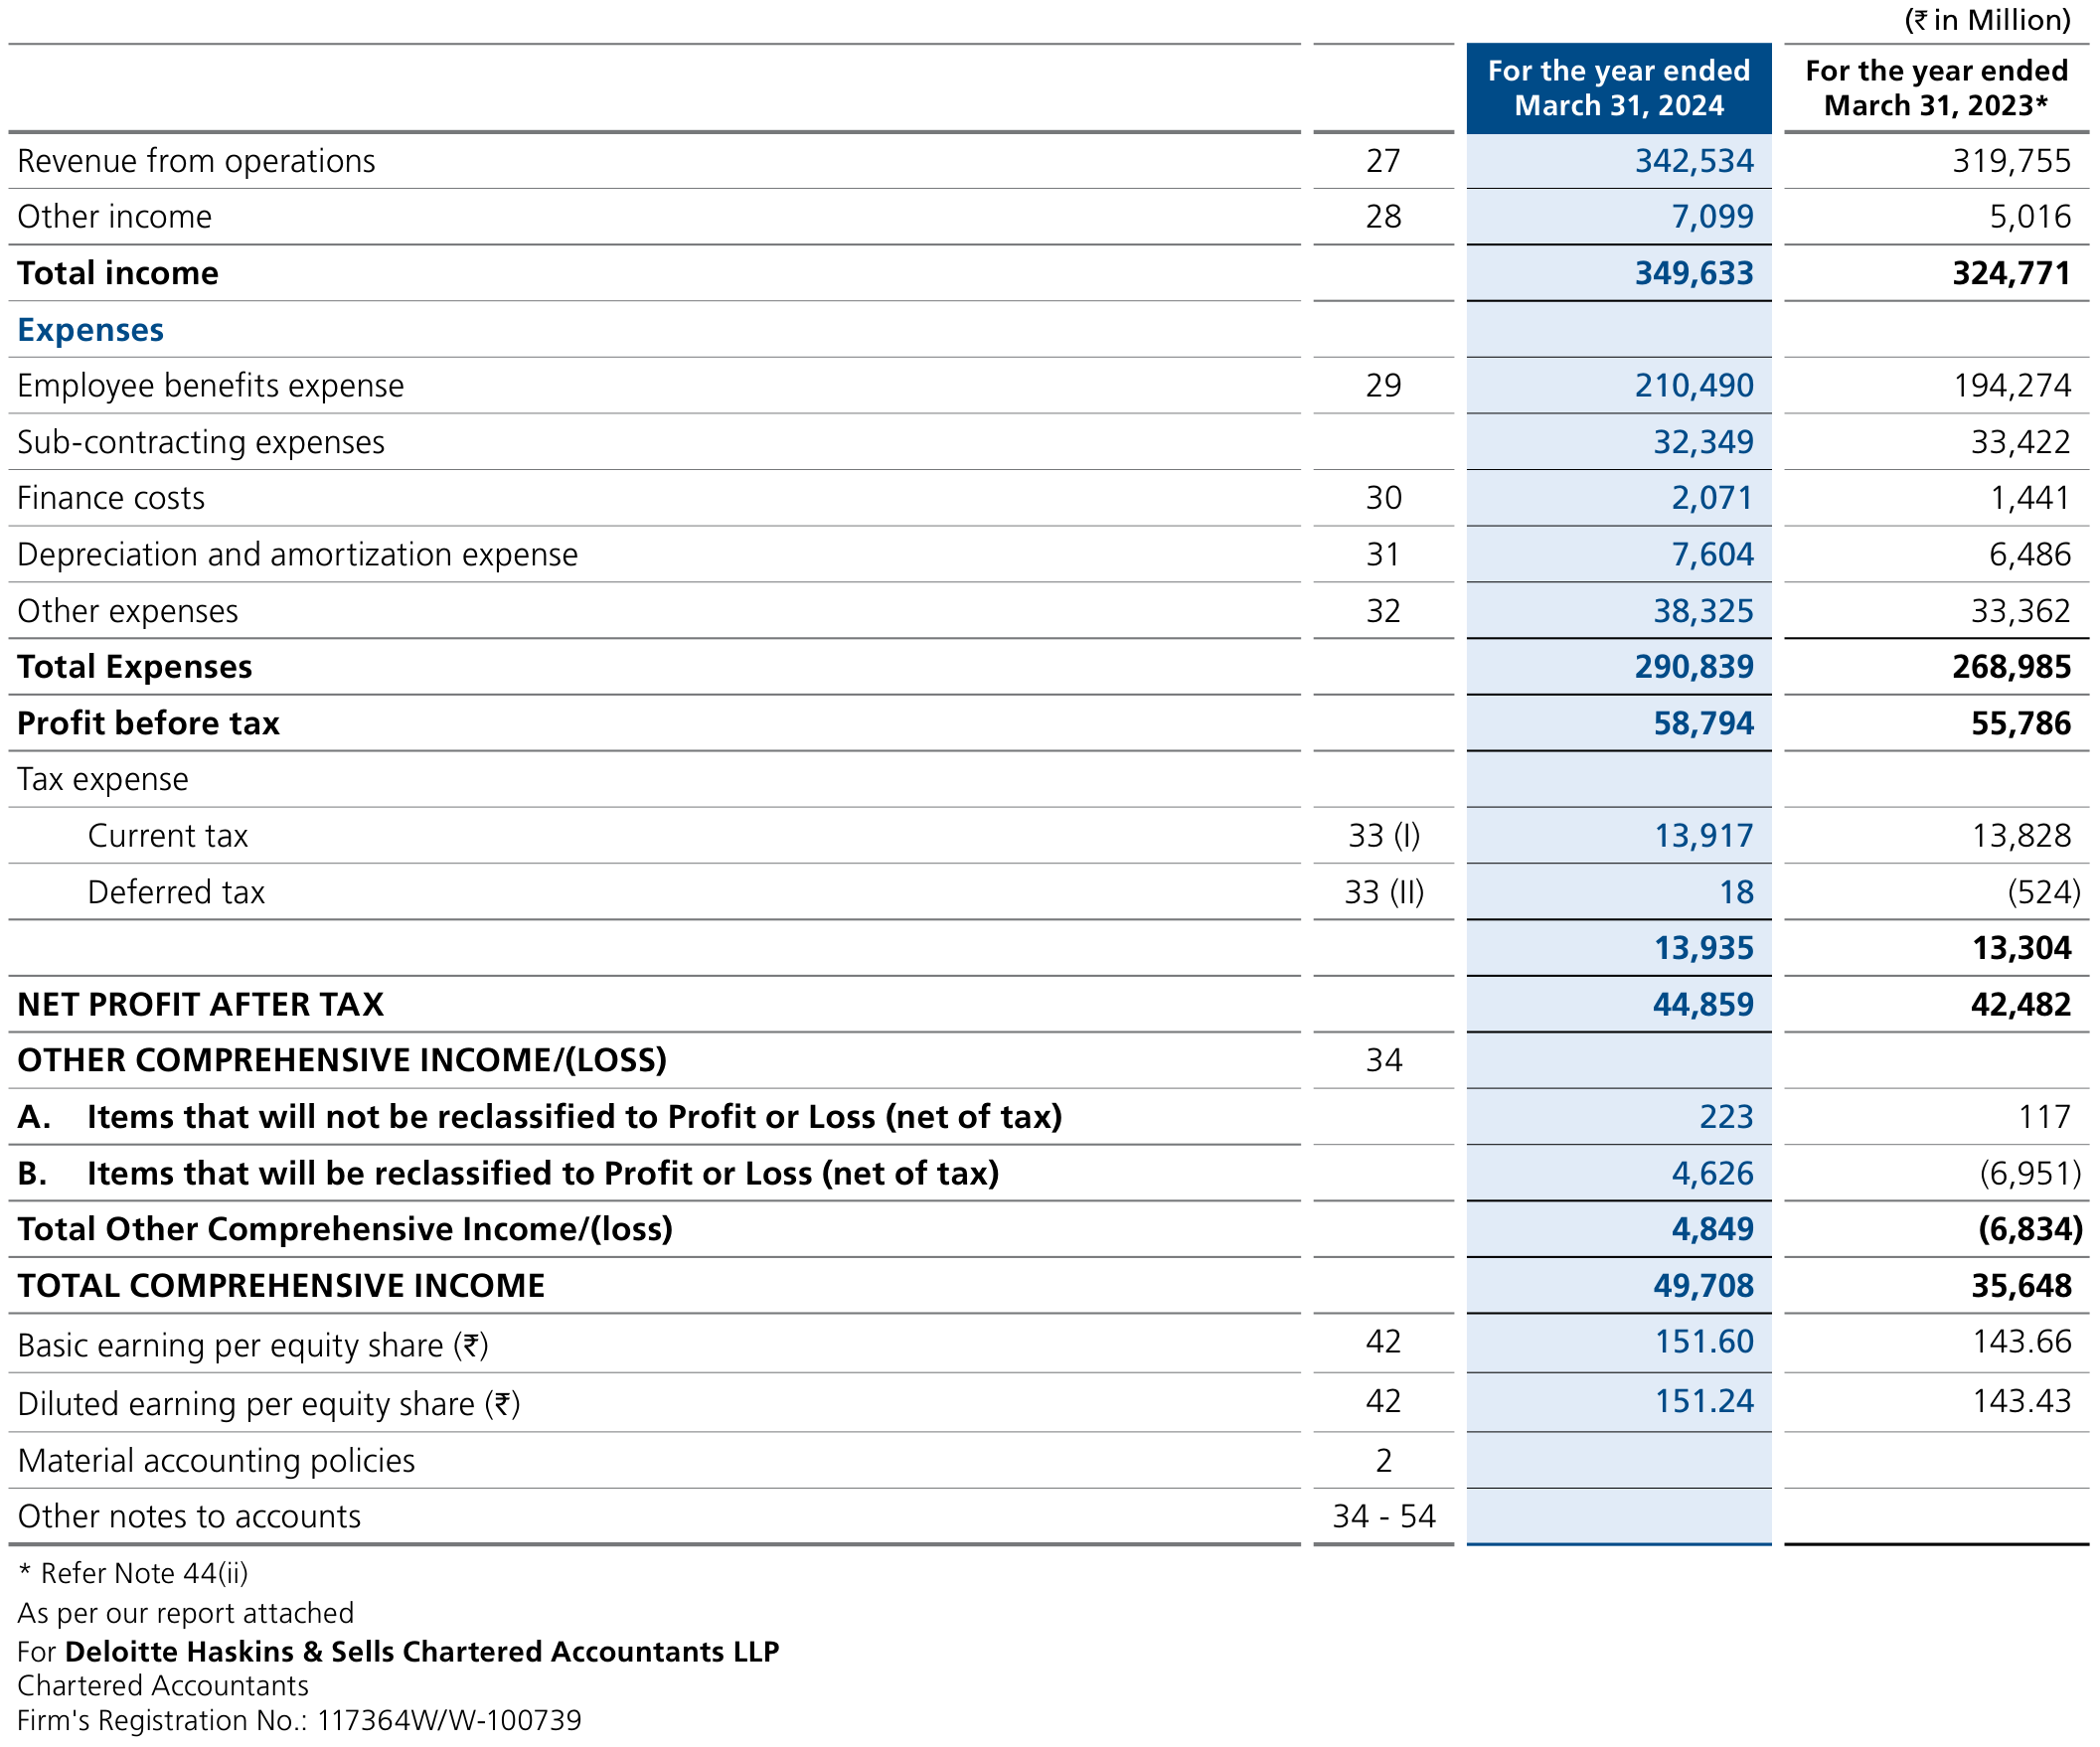 (₹ in Million)
For the year ended March 31, 2024 For the year ended March 31, 2023*
Revenue from operations 27 342,534 319,755
Other income 28 7,099 5,016
Total income 349,633 324,771
Expenses
Employee benefits expense 29 210,490 194,274
Sub-contracting expenses 32,349 33,422
Finance costs 30 2,071 1,441
Depreciation and amortization expense 31 7,604 6,486
Other expenses 32 38,325 33,362
Total Expenses 290,839 268,985
Profit before tax 58,794 55,786
Tax expense
Current tax 33 (I) 13,917 13,828
Deferred tax 33 (II) 18 (524)
13,935 13,304
NET PROFIT AFTER TAX 44,859 42,482
OTHER COMPREHENSIVE INCOME/(LOSS) 34
A. Items that will not be reclassified to Profit or Loss (net of tax) 223 117
B. Items that will be reclassified to Profit or Loss (net of tax) 4,626 (6,951)
Total Other Comprehensive Income/(loss) 4,849 (6,834)
TOTAL COMPREHENSIVE INCOME 49,708 35,648
Basic earning per equity share (₹) 42 151.60 143.66
Diluted earning per equity share (₹) 42 151.24 143.43
Material accounting policies 2
Other notes to accounts 34 - 54
* Refer Note 44(ii)
As per our report attached
For Deloitte Haskins & Sells Chartered Accountants LLP
Chartered Accountants
Firm's Registration No.: 117364W/W-100739